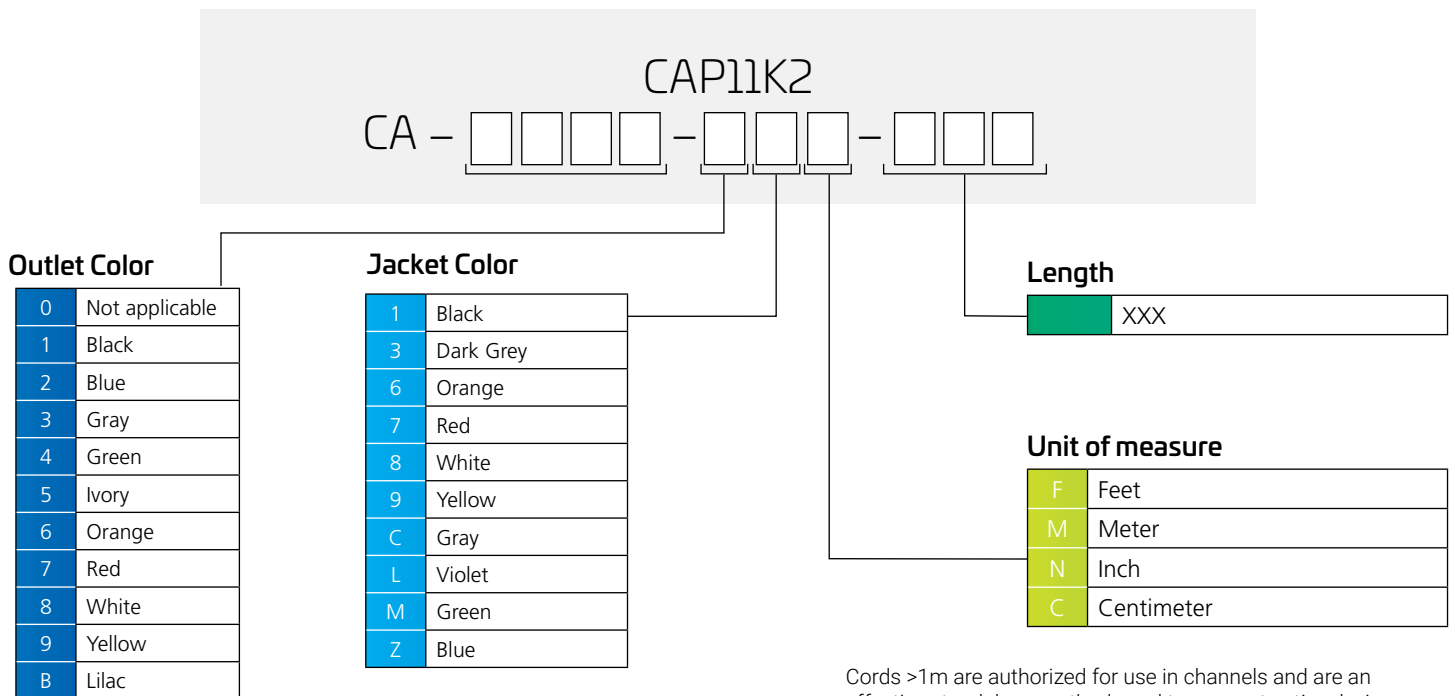 CAP11K2
CA – – –
Outlet Color
0 Not applicable
1 Black
2 Blue
3 Gray
4 Green
5 Ivory
6 Orange
7 Red
8 White
9 Yellow
B Lilac
Jacket Color
1 Black
3 Dark Grey
6 Orange
7 Red
8 White
9 Yellow
C Gray
L Violet
M Green
Z Blue
Length
XXX
Unit of measure
F Feet
M Meter
N Inch
C Centimeter
Cords >1m are authorized for use in channels and are an